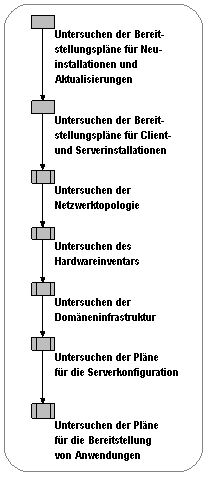 Untersuchen der Bereit-
stellungspläne für Neu-
installationen und
Aktualisierungen
Untersuchen der Bereit-
stellungspläne für Client-
und Serverinstallationen
Untersuchen der
Netzwerktopologie
Untersuchen des
Hardwareinventars
Untersuchen der
Domäneninfrastruktur
Untersuchen der Pläne
für die Serverkonfiguration
Untersuchen der Pläne
für die Bereitstellung
von Anwendungen